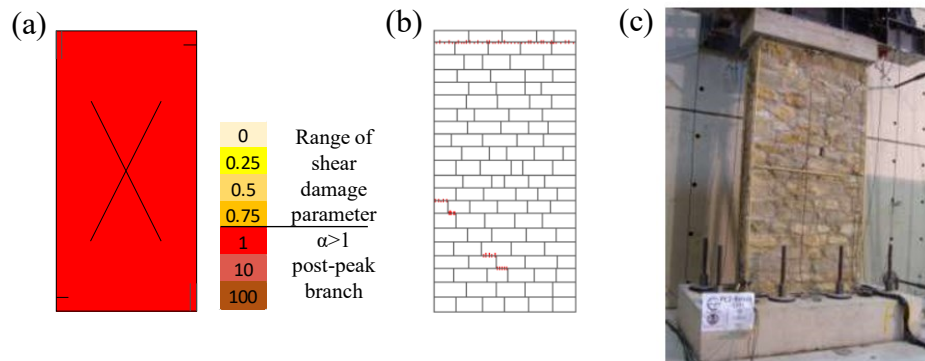 (a)
(b)
(c)
0
0.25
0.5
0.75
1
10
100
Range of
shear
damage
parameter
α>1
post-peak
branch